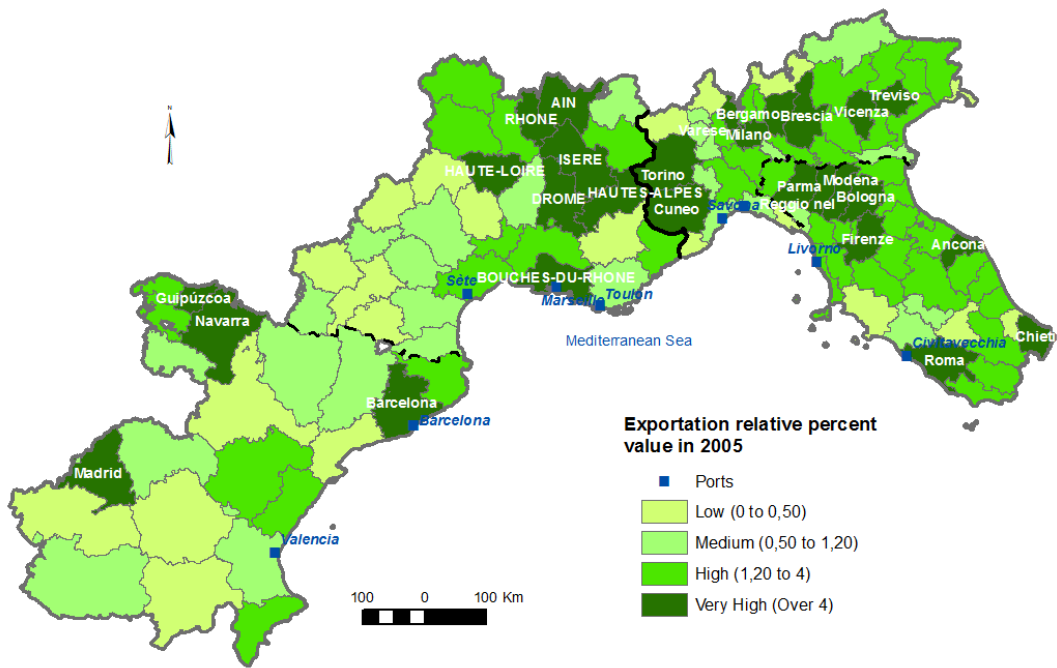 N
AIN
RHONE
Treviso
Bergamo
Brescia
Vicenza
Varese
Milano
ISERE
HAUTE-LOIRE
Torino
Parma
Modena
DROME
HAUTES-ALPES
Reggio nel
Bologna
Cuneo
Savona
Firenze
Ancona
Livorno
BOUCHES-DU-RHONE
Sète
Marseille
Toulon
Guipúzcoa
Navarra
Mediterranean Sea
Civitavecchia
Chieti
Roma
Barcelona
Barcelona
Madrid
Valencia
Exportation relative percent
value in 2005
Ports
Low (0 to 0,50)
Medium (0,50 to 1,20)
High (1,20 to 4)
Very High (Over 4)
100 0 100 Km